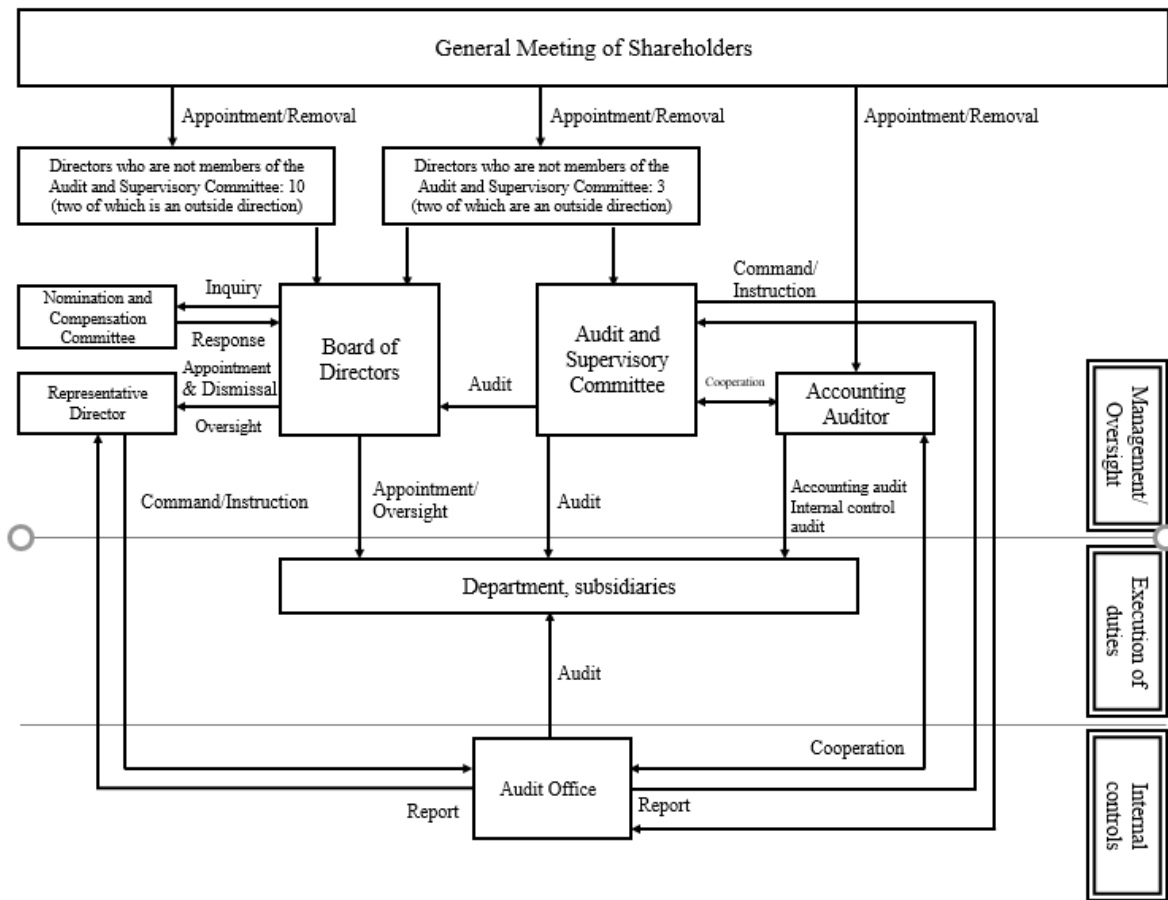 General Meeting of Shareholders
Appointment/Removal
Appointment/Removal
Appointment/Removal
Directors who are not members of the
Audit and Supervisory Committee: 10
(two of which is an outside direction)
Directors who are not members of the
Audit and Supervisory Committee: 3
(two of which are an outside direction)
Nomination and
Compensation
Committee
Inquiry
Response
Board of
Directors
Audit and
Supervisory
Committee
Command/
Instruction
Representative
Director
Appointment
& Dismissal
Oversight
Audit
Cooperation
Accounting
Auditor
Management/
Oversight
Command/Instruction
Appointment/
Oversight
Audit
Accounting audit
Internal control
audit
Department, subsidiaries
Execution of
duties
Audit
Audit Office
Cooperation
Report
Report
Internal
controls